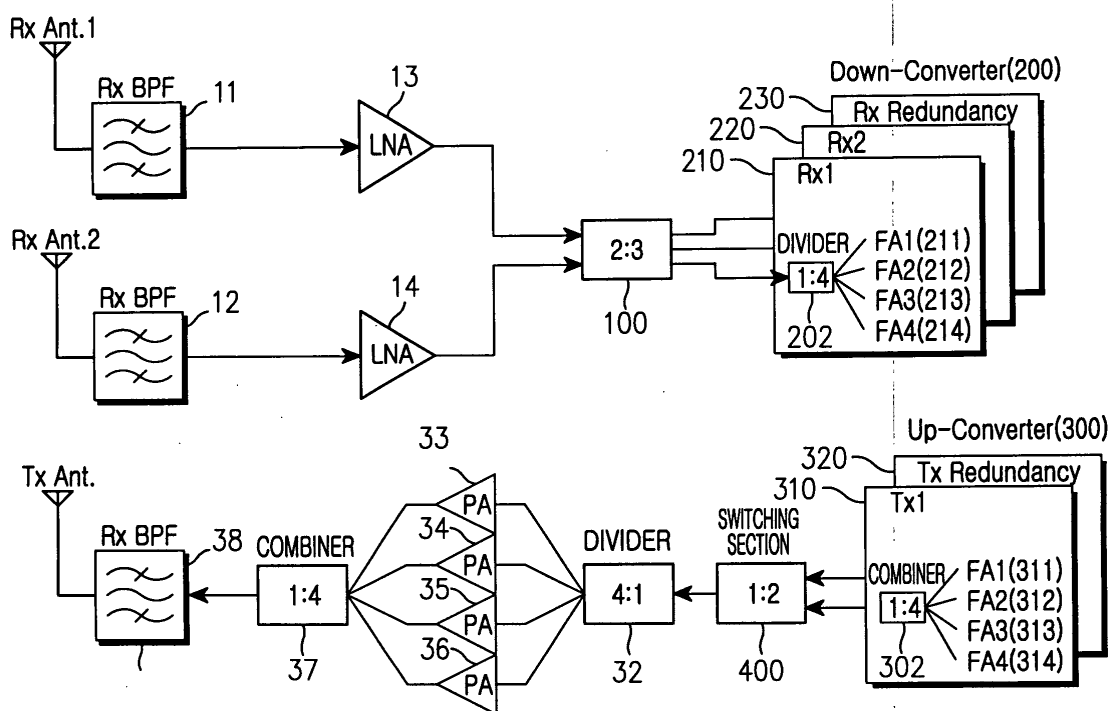 Rx Ant.1
Rx BPF
11
13
LNA
Rx Ant.2
Rx BPF
12
14
LNA
2:3
100
Down-Converter(200)
230
Rx Redundancy
220
Rx2
210
Rx1
DIVIDER
1:4
202
FA1(211)
FA2(212)
FA3(213)
FA4(214)
Tx Ant.
Rx BPF
38
COMBINER
1:4
37
33
PA
34
PA
35
PA
36
PA
DIVIDER
4:1
32
SWITCHING
SECTION
1:2
400
Up-Converter(300)
320
Tx Redundancy
310
Tx1
COMBINER
1:4
302
FA1(311)
FA2(312)
FA3(313)
FA4(314)